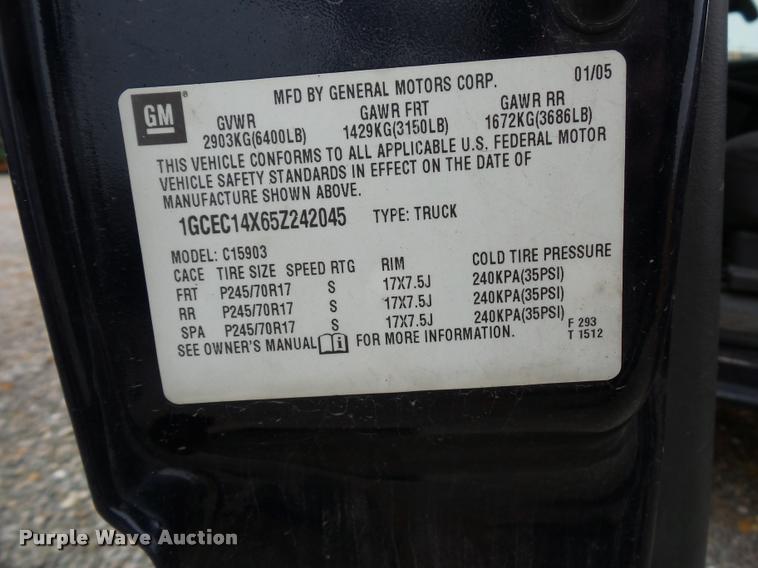 MFD BY GENERAL MOTORS CORP. 01/05
GM®
GVWR GAWR FRT GAWR RR
2903KG(6400LB) 1429KG(3150LB) 1672KG(3686LB)
THIS VEHICLE CONFORMS TO ALL APPLICABLE U.S. FEDERAL MOTOR
VEHICLE SAFETY STANDARDS IN EFFECT ON THE DATE OF
MANUFACTURE SHOWN ABOVE.
1GCEC14X65Z242045 TYPE: TRUCK
MODEL: C15903
CACE TIRE SIZE SPEED RTG RIM COLD TIRE PRESSURE
FRT P245/70R17 S 17X7.5J 240KPA(35PSI)
RR P245/70R17 S 17X7.5J 240KPA(35PSI)
SPA P245/70R17 S 17X7.5J 240KPA(35PSI)
SEE OWNER'S MANUAL i FOR MORE INFORMATION.
F 293
T 1512
Purple Wave Auction